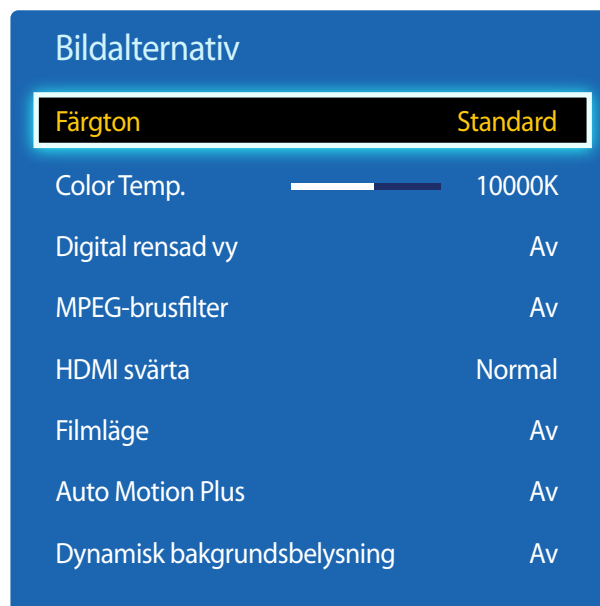 Bildalternativ
Färgton Standard
Color Temp. 10000K
Digital rensad vy Av
MPEG-brusfilter Av
HDMI svärta Normal
Filmläge Av
Auto Motion Plus Av
Dynamisk bakgrundsbelysning Av